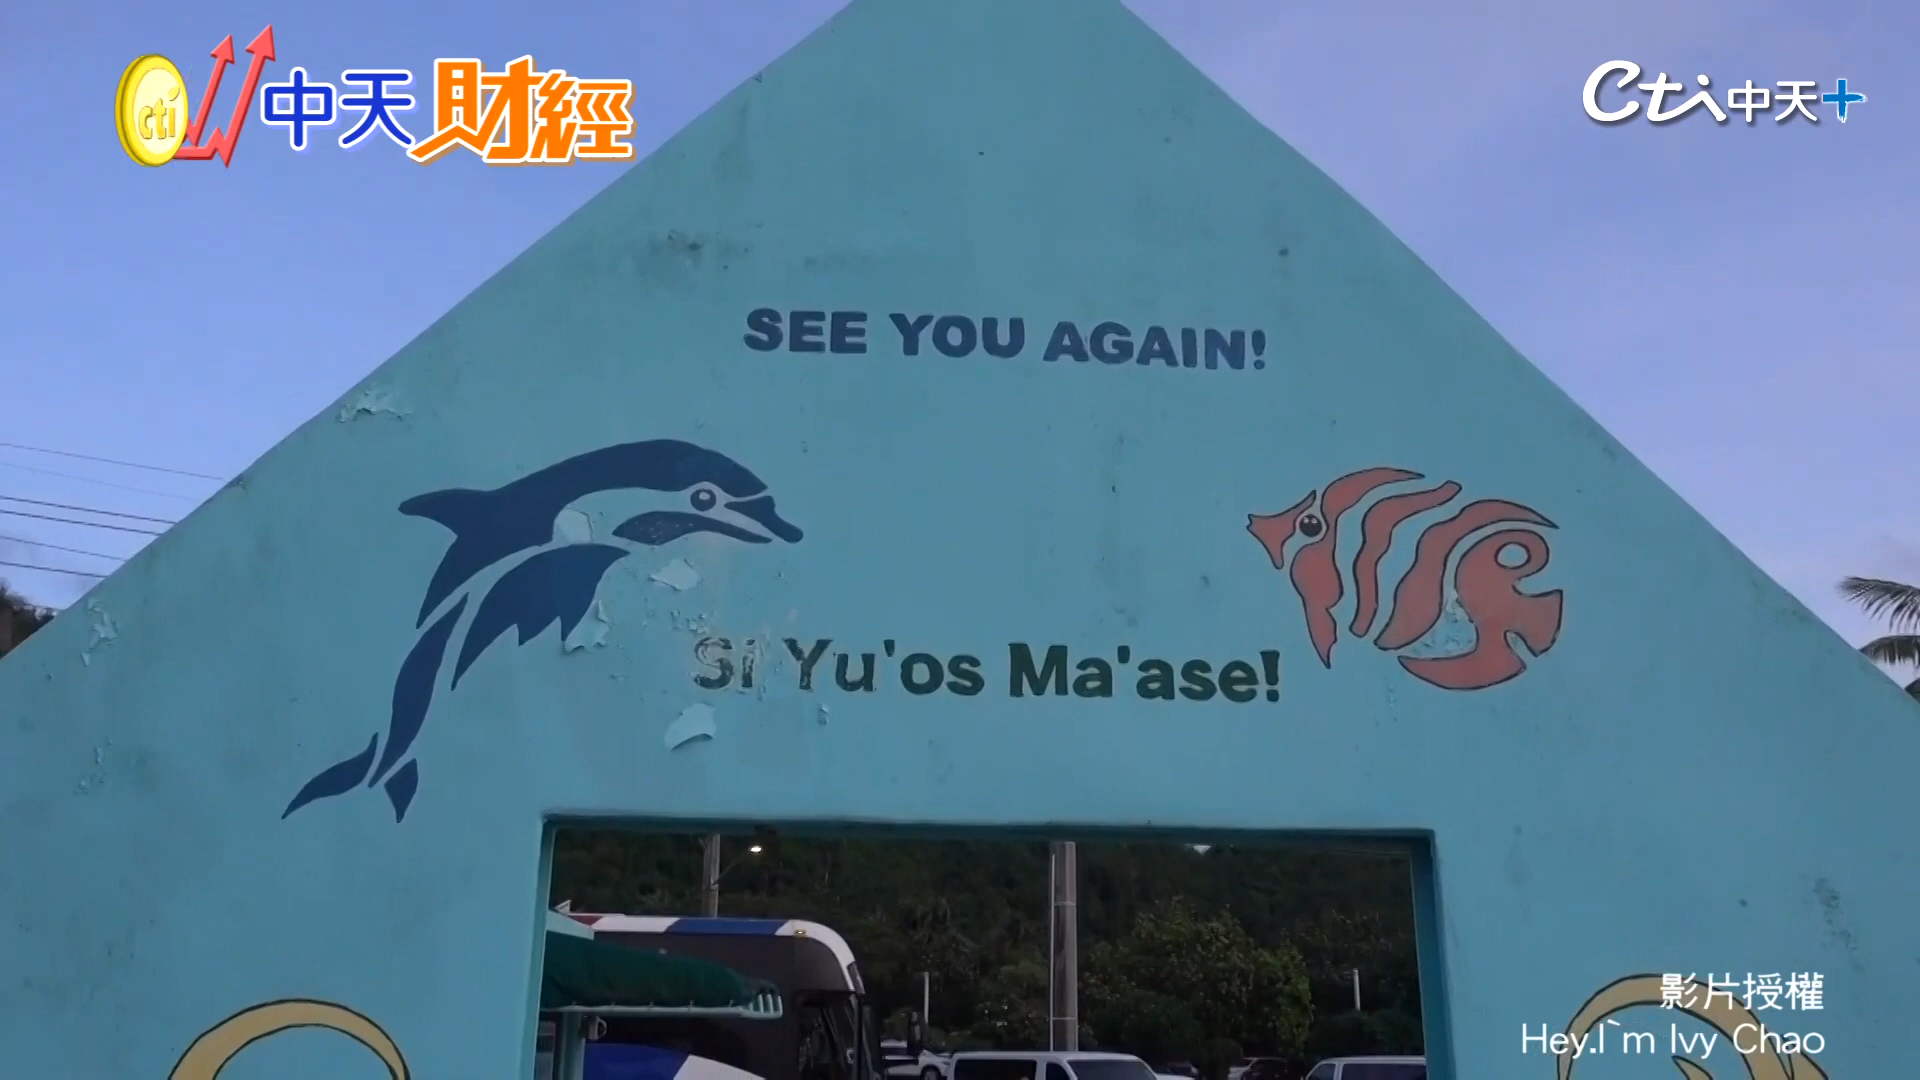 cti 中天財經
cti中天+
SEE YOU AGAIN!
Si Yu'os Ma'ase!
影片授權
Hey.I`m Ivy Chao